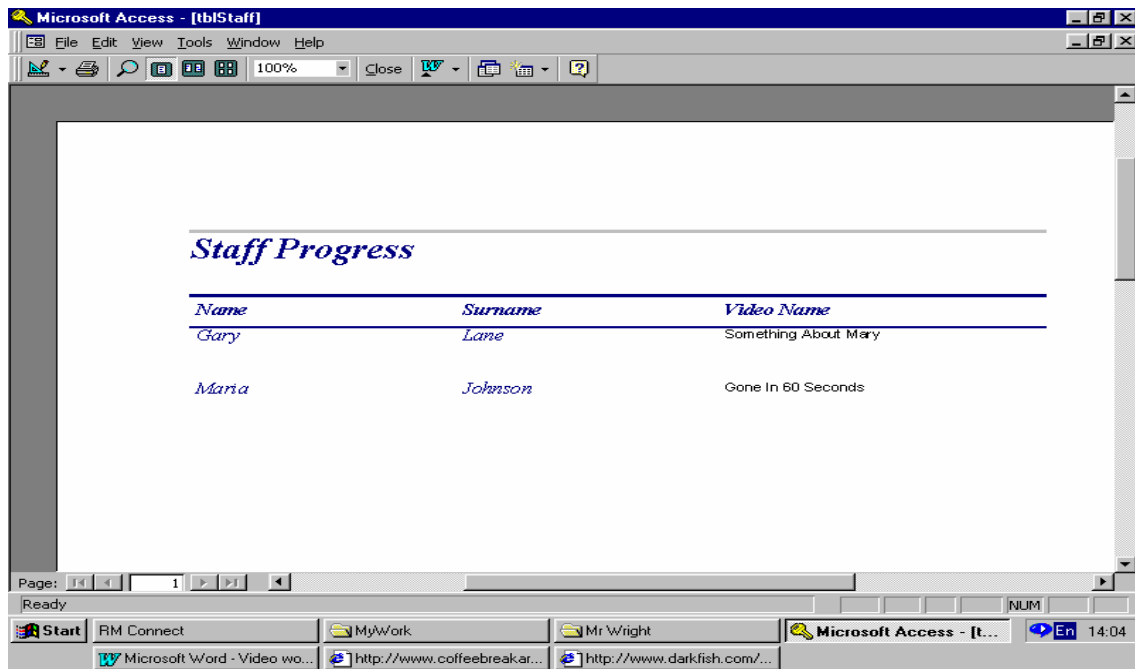 Microsoft Access - [tblStaff]
File Edit View Tools Window Help
100% Close
Staff Progress
Name Surname Video Name
Gary Lane Something About Mary
Maria Johnson Gone In 60 Seconds
Page: 1
Ready NUM
Start RM Connect MyWork Mr Wright Microsoft Access - [t... En 14:04
Microsoft Word - Video wo... http://www.coffeebreakar... http://www.darkfish.com/...